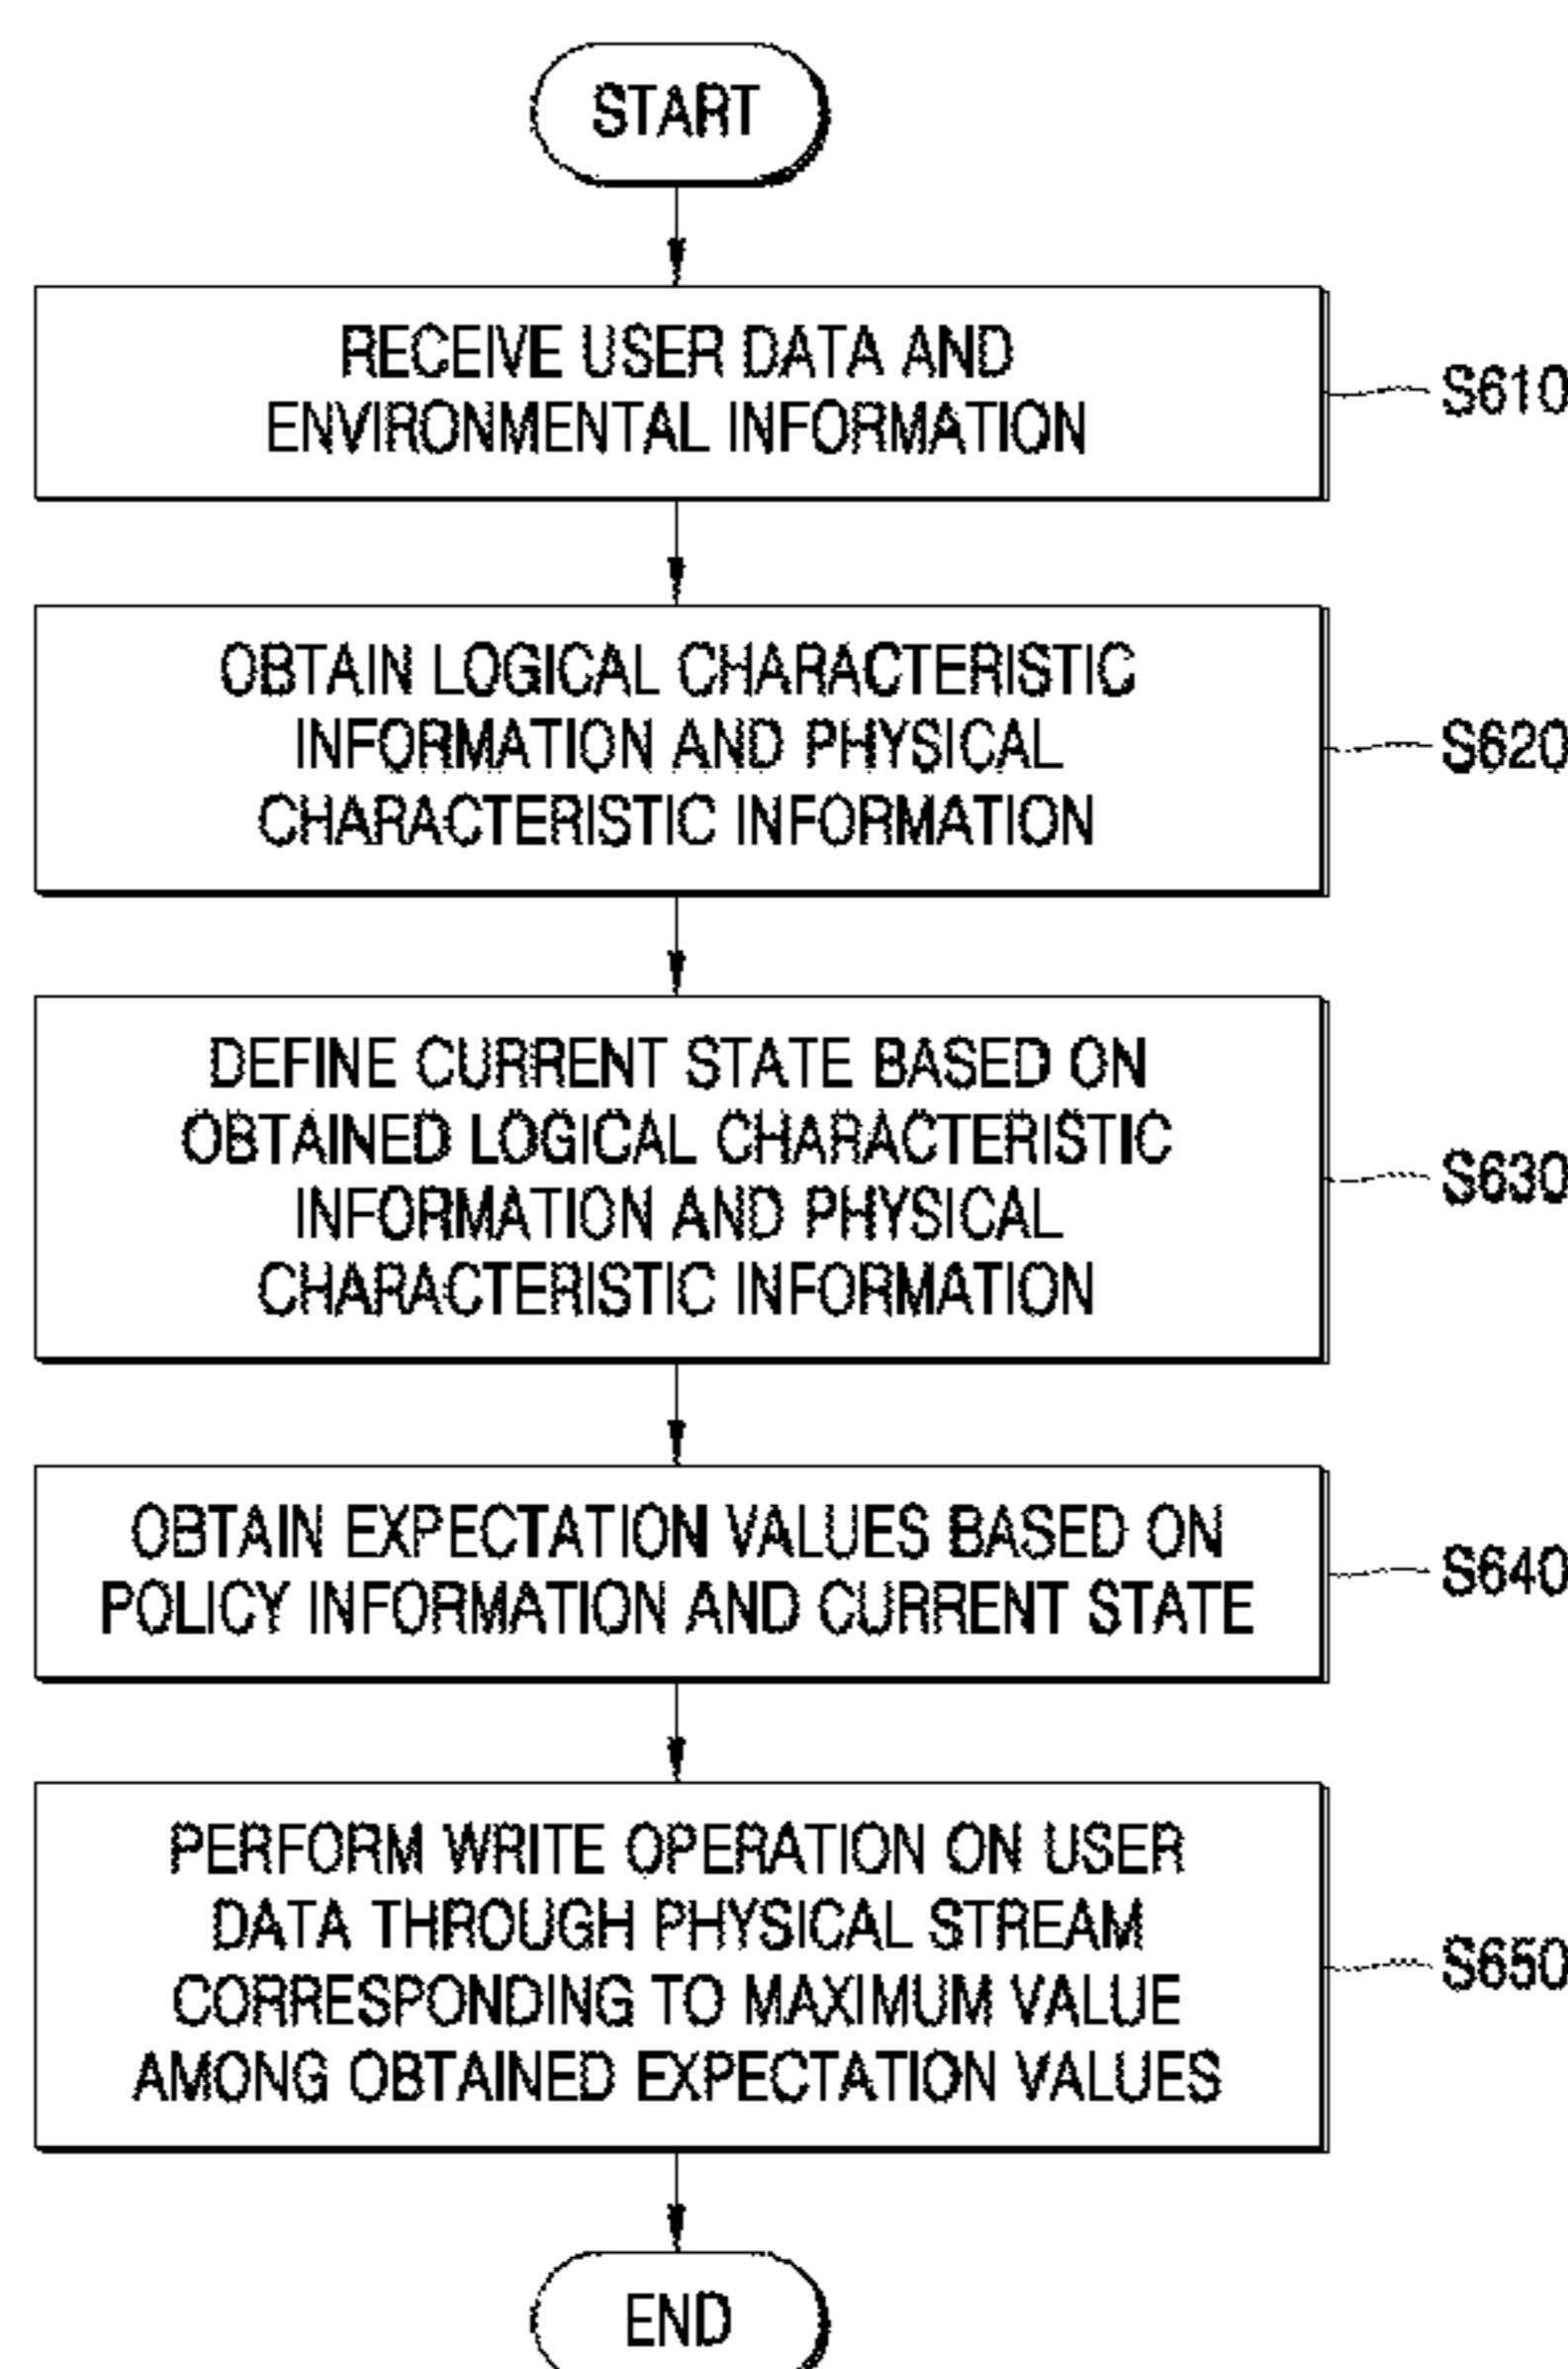 START
RECEIVE USER DATA AND
ENVIRONMENTAL INFORMATION
S610
OBTAIN LOGICAL CHARACTERISTIC
INFORMATION AND PHYSICAL
CHARACTERISTIC INFORMATION
S620
DEFINE CURRENT STATE BASED ON
OBTAINED LOGICAL CHARACTERISTIC
INFORMATION AND PHYSICAL
CHARACTERISTIC INFORMATION
S630
OBTAIN EXPECTATION VALUES BASED ON
POLICY INFORMATION AND CURRENT STATE
S640
PERFORM WRITE OPERATION ON USER
DATA THROUGH PHYSICAL STREAM
CORRESPONDING TO MAXIMUM VALUE
AMONG OBTAINED EXPECTATION VALUES
S650
END